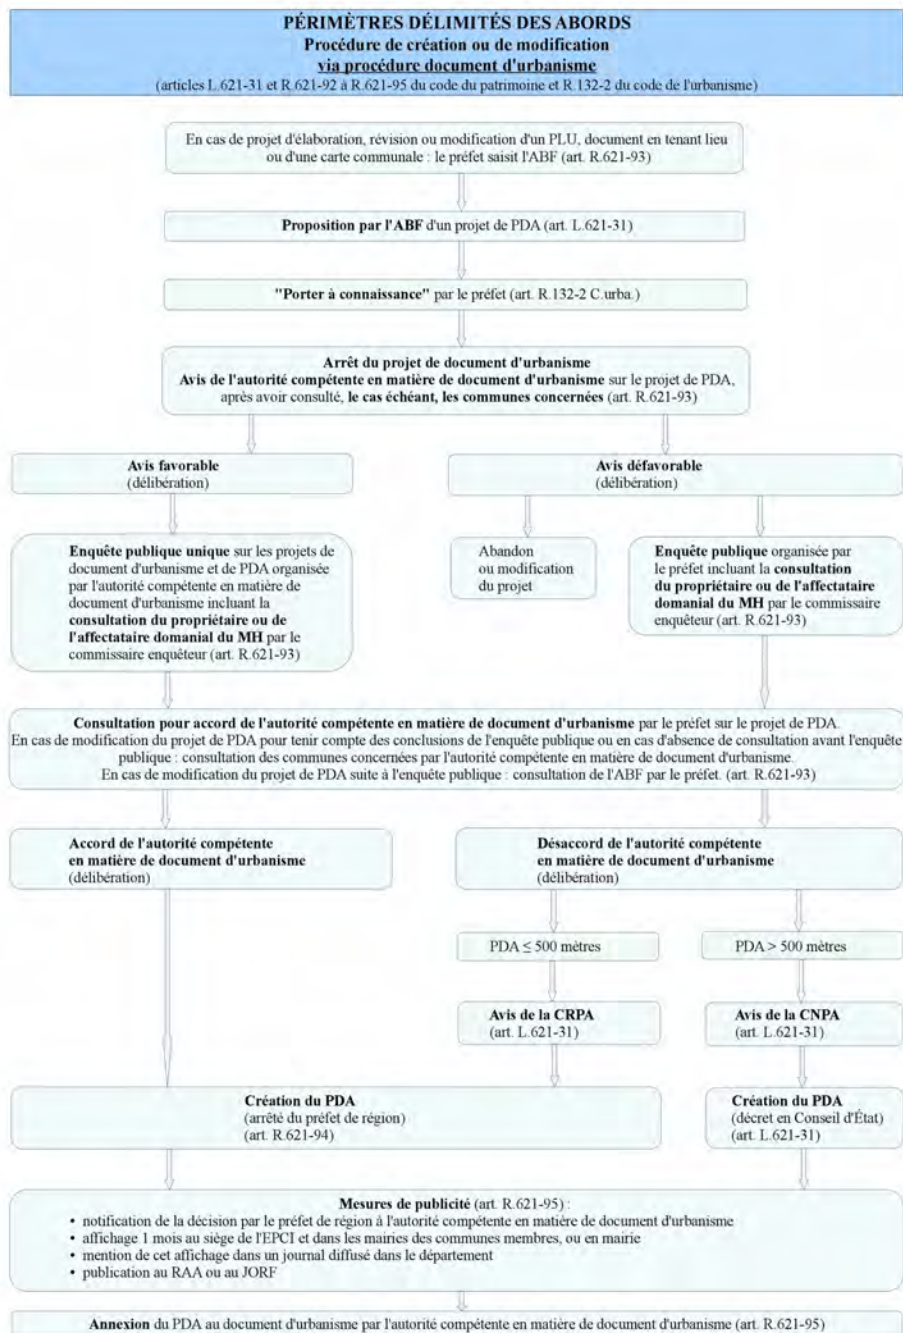 PÉRIMÈTRES DÉLIMITÉS DES ABORDS
Procédure de création ou de modification
via procédure document d'urbanisme
(articles L.621-31 et R.621-92 à R.621-95 du code du patrimoine et R.132-2 du code de l'urbanisme)
En cas de projet d'élaboration, révision ou modification d'un PLU, document en tenant lieu
ou d'une carte communale : le préfet saisit l'ABF (art. R.621-93)
Proposition par l'ABF d'un projet de PDA (art. L.621-31)
"Porter à connaissance" par le préfet (art. R.132-2 C.urba.)
Arrêt du projet de document d'urbanisme
Avis de l'autorité compétente en matière de document d'urbanisme sur le projet de PDA,
après avoir consulté, le cas échéant, les communes concernées (art. R.621-93)
Avis favorable
(délibération)
Avis défavorable
(délibération)
Enquête publique unique sur les projets de
document d'urbanisme et de PDA organisée
par l'autorité compétente en matière de
document d'urbanisme incluant la
consultation du propriétaire ou de
l'affectataire domanial du MH par le
commissaire enquêteur (art. R.621-93)
Abandon
ou modification
du projet
Enquête publique organisée par
le préfet incluant la consultation
du propriétaire ou de l'affectataire
domanial du MH par le commissaire
enquêteur (art. R.621-93)
Consultation pour accord de l'autorité compétente en matière de document d'urbanisme par le préfet sur le projet de PDA.
En cas de modification du projet de PDA pour tenir compte des conclusions de l'enquête publique ou en cas d'absence de consultation avant l'enquête
publique : consultation des communes concernées par l'autorité compétente en matière de document d'urbanisme.
En cas de modification du projet de PDA suite à l'enquête publique : consultation de l'ABF par le préfet. (art. R.621-93)
Accord de l'autorité compétente
en matière de document d'urbanisme
(délibération)
Désaccord de l'autorité compétente
en matière de document d'urbanisme
(délibération)
PDA ≤ 500 mètres
PDA > 500 mètres
Avis de la CRPA
(art. L.621-31)
Avis de la CNPA
(art. L.621-31)
Création du PDA
(arrêté du préfet de région)
(art. R.621-94)
Création du PDA
(décret en Conseil d'État)
(art. L.621-31)
Mesures de publicité (art. R.621-95) :
• notification de la décision par le préfet de région à l'autorité compétente en matière de document d'urbanisme
• affichage 1 mois au siège de l'EPCI et dans les mairies des communes membres, ou en mairie
• mention de cet affichage dans un journal diffusé dans le département
• publication au RAA ou au JORF
Annexion du PDA au document d'urbanisme par l'autorité compétente en matière de document d'urbanisme (art. R.621-95)